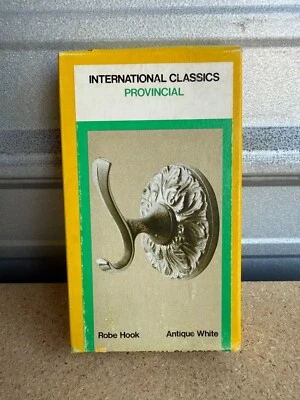 INTERNATIONAL CLASSICS
PROVINCIAL
Robe Hook Antique White